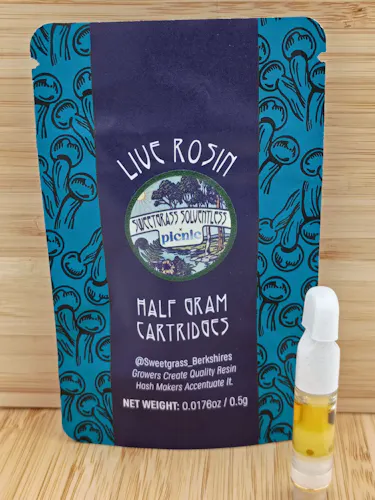 LIVE ROSIN
SWEETGRASS SOLVENTLESS
picnic
HALF GRAM
CARTRIDGES
@Sweetgrass_Berkshires
Growers Create Quality Resin
Hash Makers Accentuate It.
NET WEIGHT: 0.0176oz / 0.5g